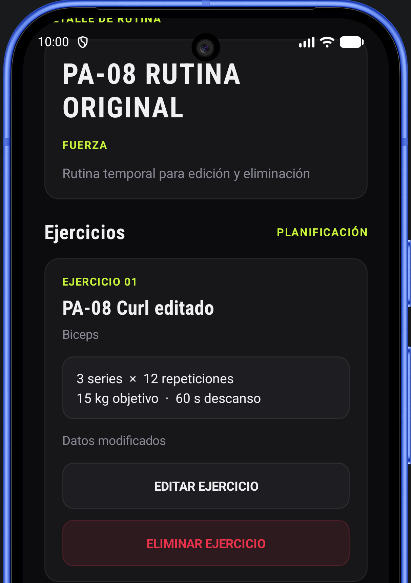 DETALLE DE RUTINA
10:00
PA-08 RUTINA
ORIGINAL
FUERZA
Rutina temporal para edición y eliminación
Ejercicios
PLANIFICACIÓN
EJERCICIO 01
PA-08 Curl editado
Biceps
3 series × 12 repeticiones
15 kg objetivo · 60 s descanso
Datos modificados
EDITAR EJERCICIO
ELIMINAR EJERCICIO